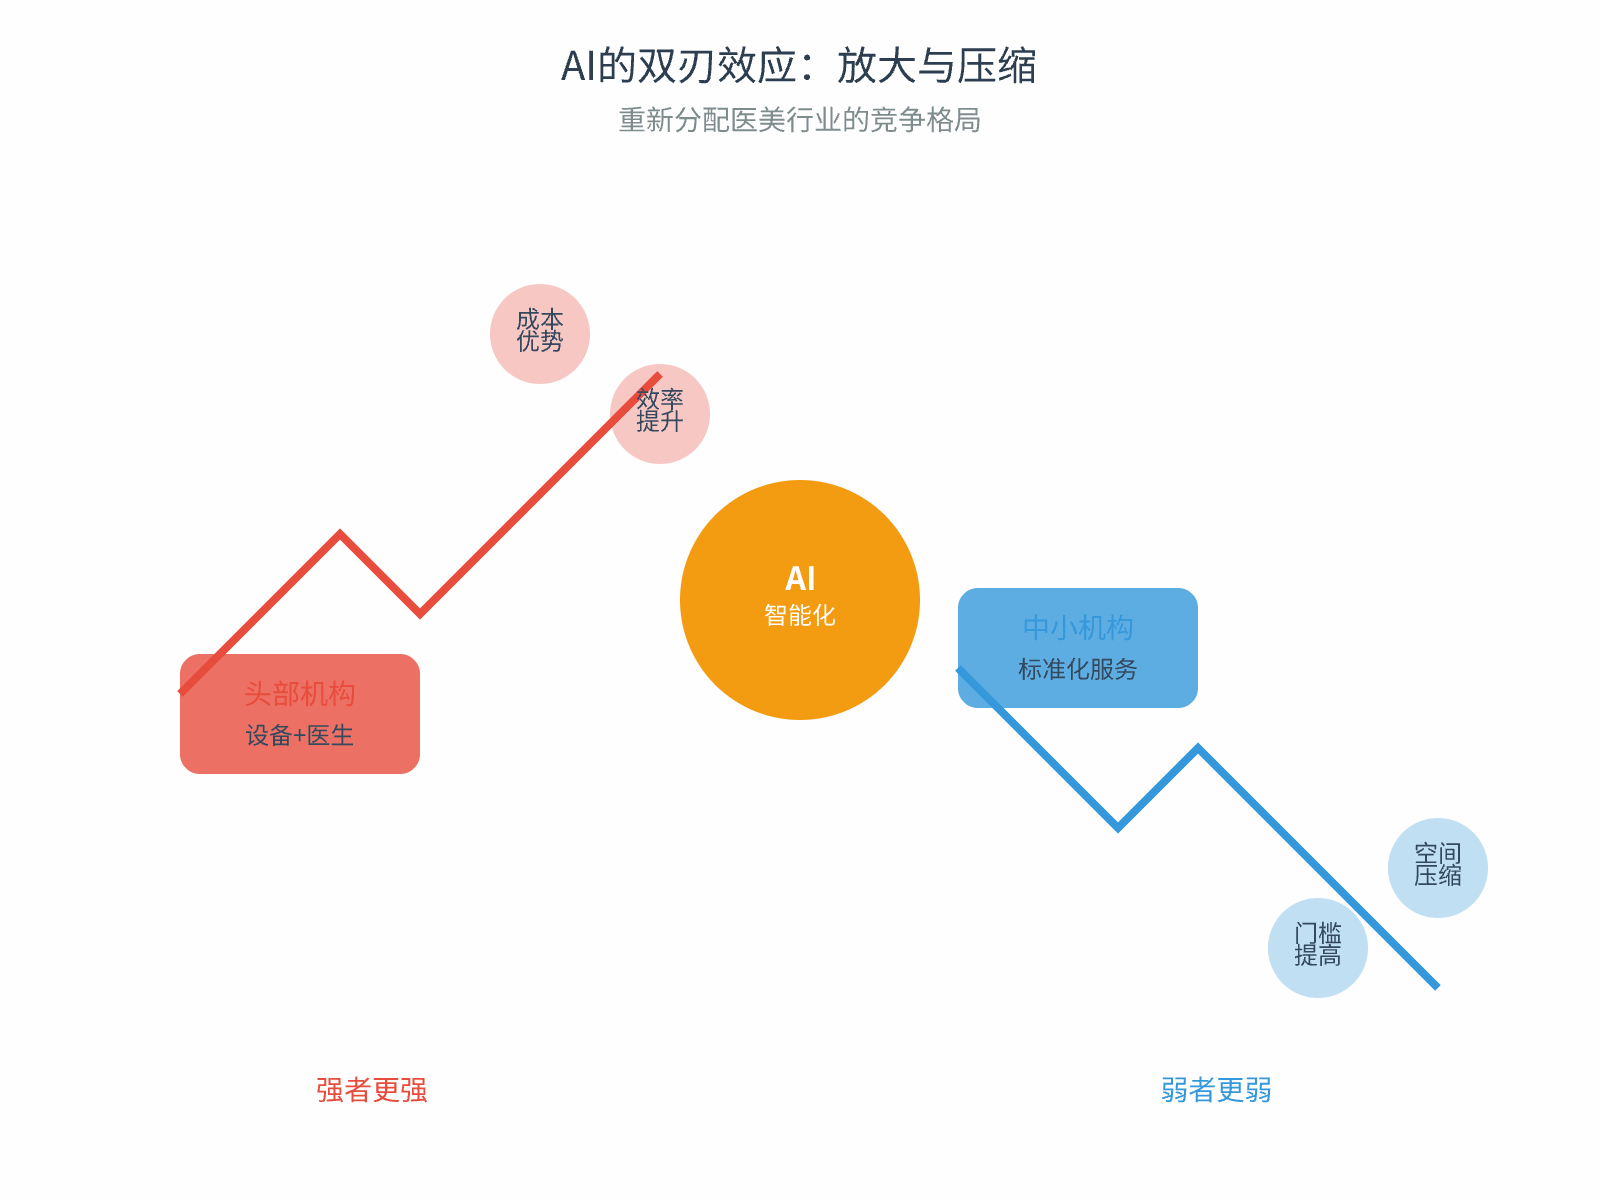 AI的双刃效应：放大与压缩
重新分配医美行业的竞争格局
成本
优势
效率
提升
AI
智能化
头部机构
设备+医生
中小机构
标准化服务
空间
压缩
门槛
提高
强者更强
弱者更弱